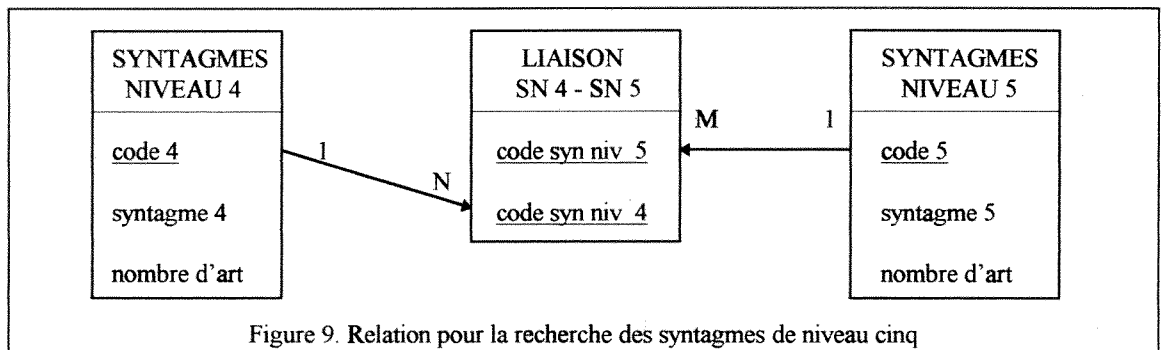 SYNTAGMES
NIVEAU 4
code 4
syntagme 4
nombre d'art
1
N
LIAISON
SN 4 - SN 5
code syn niv 5
code syn niv 4
M
1
SYNTAGMES
NIVEAU 5
code 5
syntagme 5
nombre d'art
Figure 9. Relation pour la recherche des syntagmes de niveau cinq